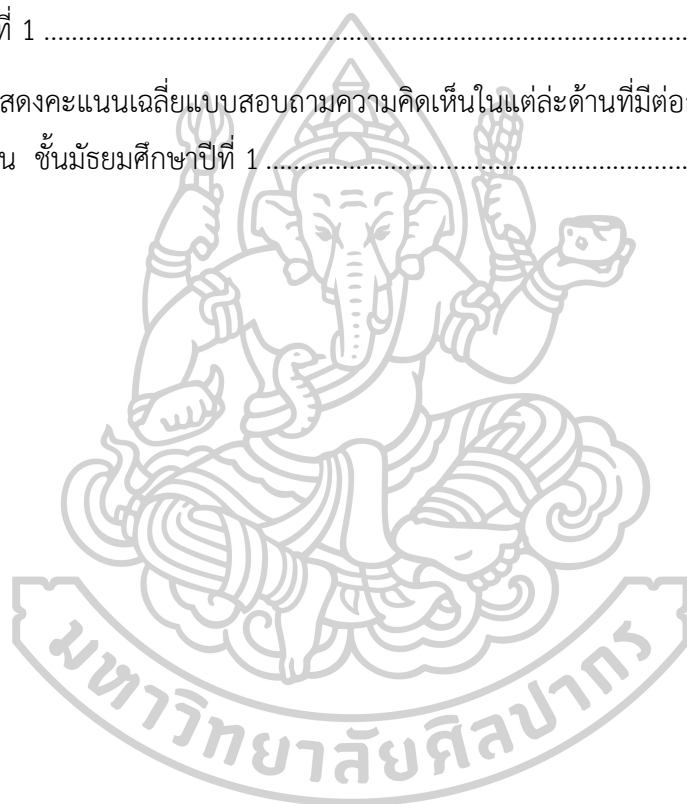 ที่ 1 ....................................................................................................
สดงคะแนนเฉลี่ยแบบสอบถามความคิดเห็นในแต่ล่ะด้านที่มีต่อ
น ชั้นมัธยมศึกษาปีที่ 1 ..............................................................
มหาวิทยาลัยศิลปากร